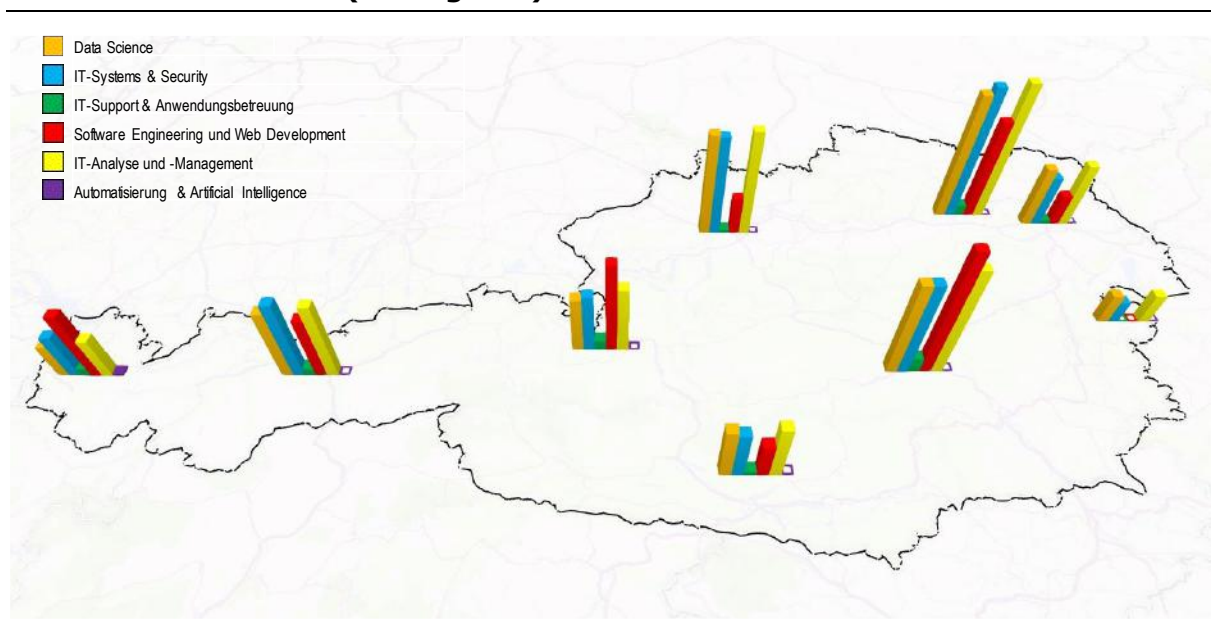 Data Science
IT-Systems & Security
IT-Support & Anwendungsbetreuung
Software Engineering und Web Development
IT-Analyse und -Management
Automatisierung & Artificial Intelligence